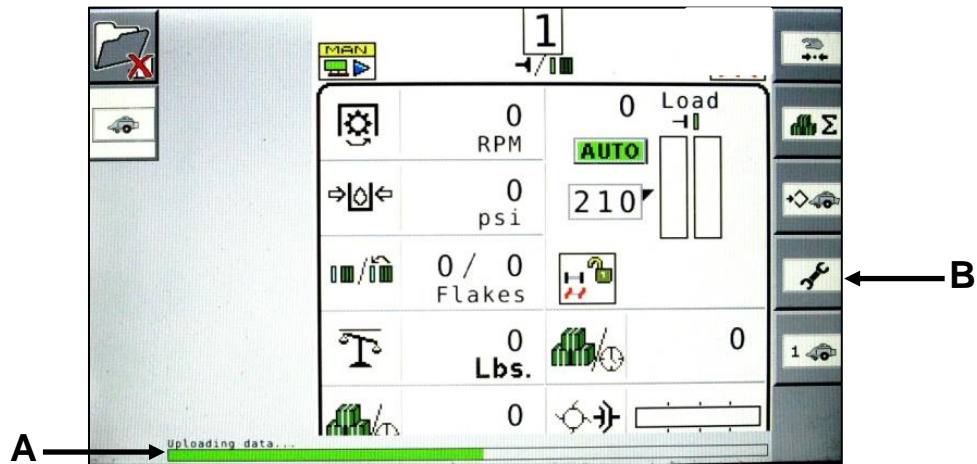 1
MAN
0
RPM
0
Load
AUTO
0
psi
210
0 / 0
Flakes
0
Lbs.
0
Σ
1
0
Uploading data...
A
B